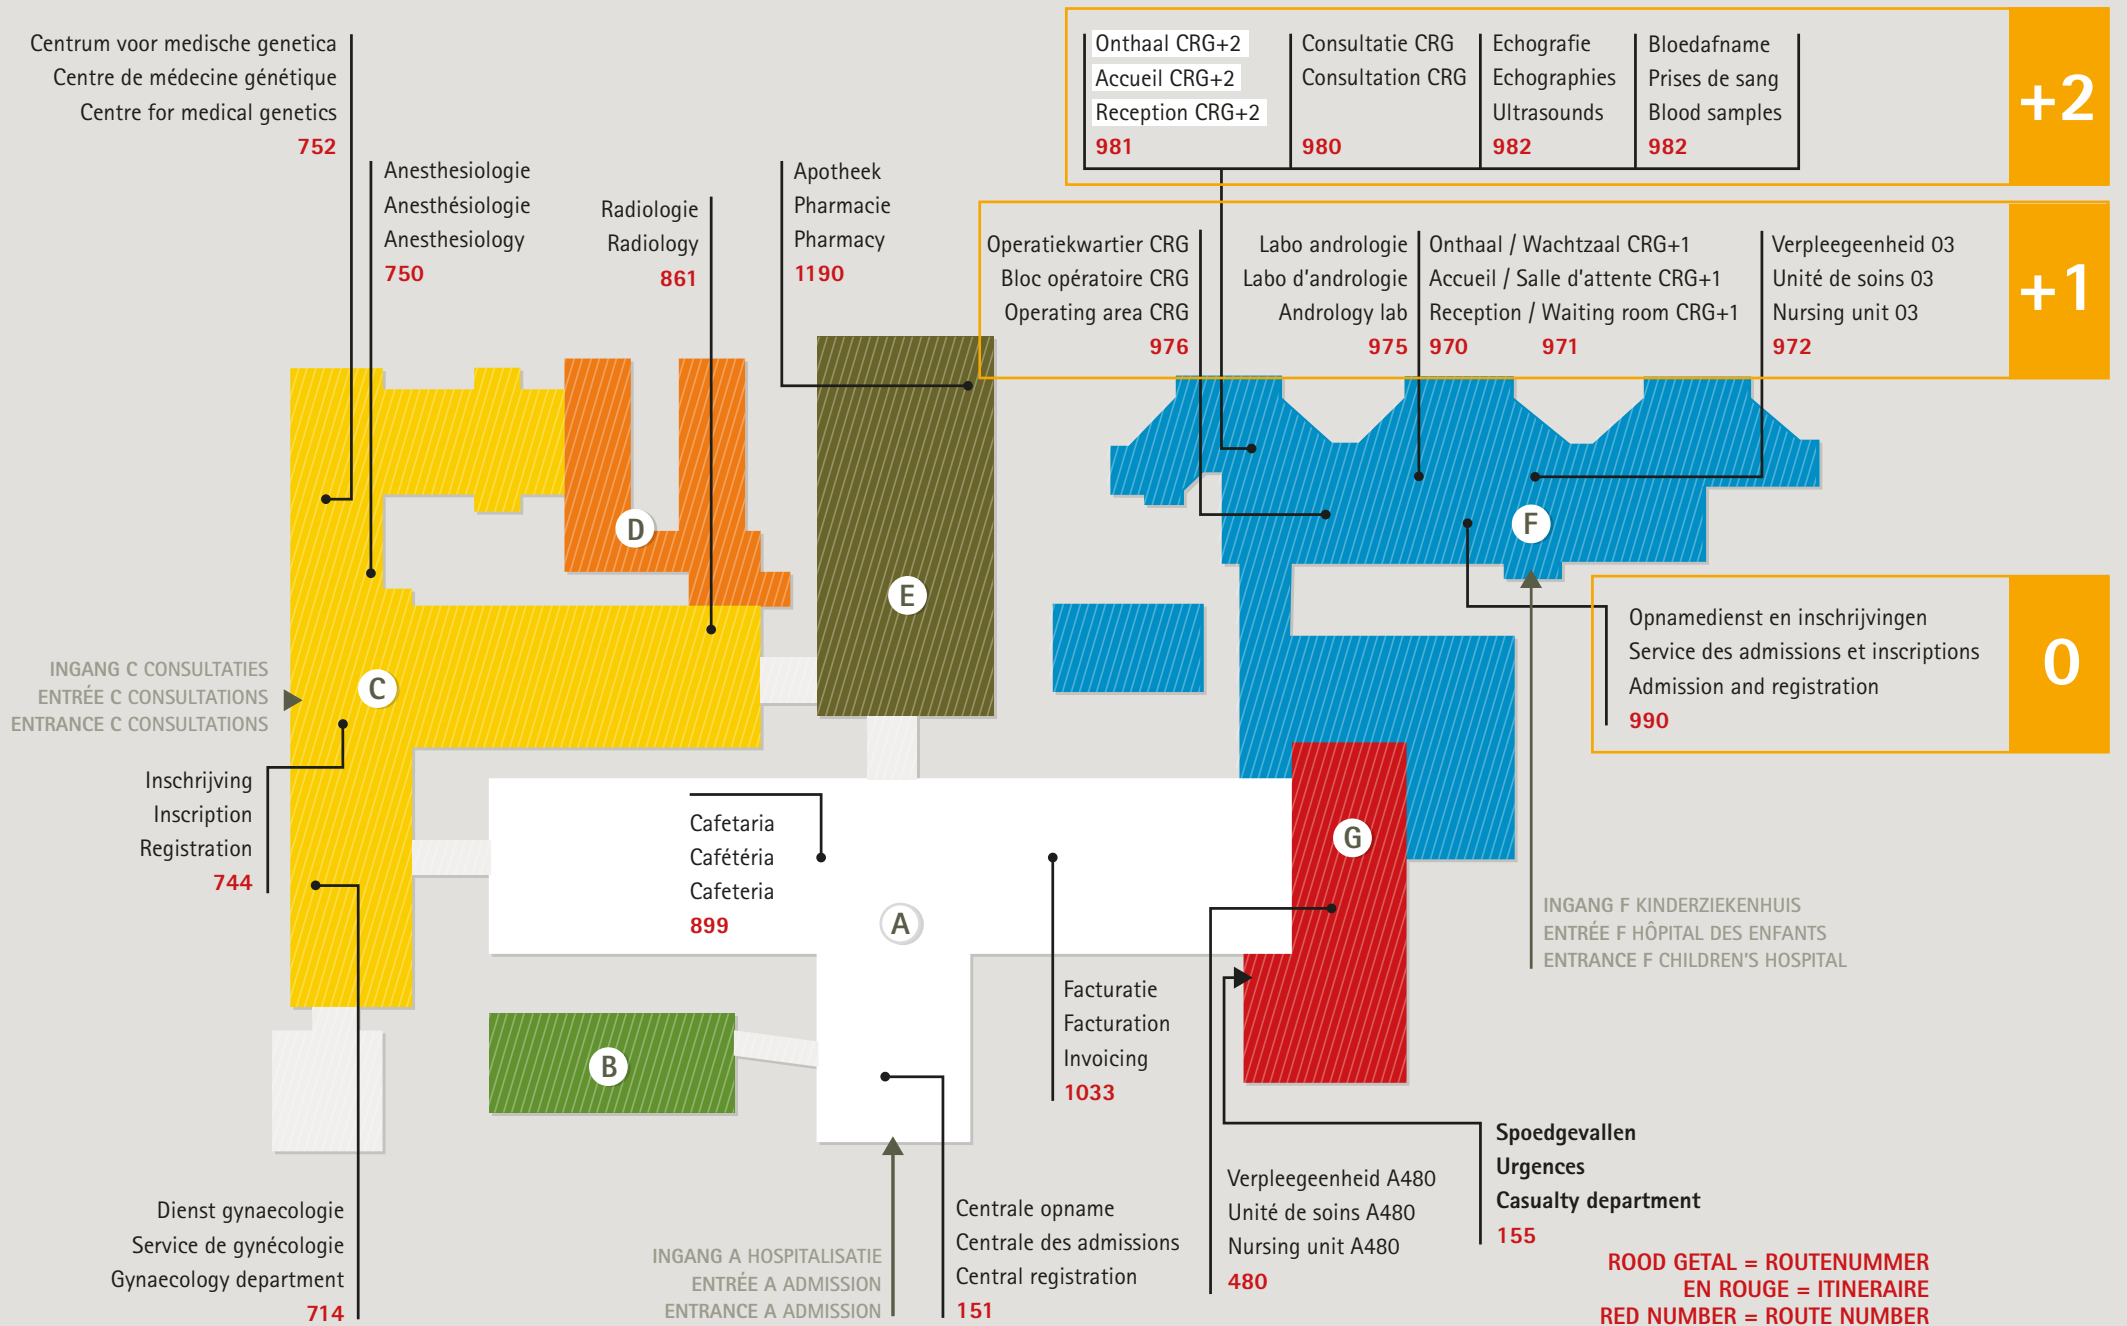 Centrum voor medische genetica
Centre de médecine génétique
Centre for medical genetics
752
Anesthesiologie
Anesthésiologie
Anesthesiology
750
Radiologie
Radiology
861
Apotheek
Pharmacie
Pharmacy
1190
Onthaal CRG+2
Accueil CRG+2
Reception CRG+2
981
Consultatie CRG
Consultation CRG
980
Echografie
Echographies
Ultrasounds
982
Bloedafname
Prises de sang
Blood samples
982
+2
Operatiekwartier CRG
Bloc opératoire CRG
Operating area CRG
976
Labo andrologie
Labo d'andrologie
Andrology lab
975
Onthaal / Wachtzaal CRG+1
Accueil / Salle d'attente CRG+1
Reception / Waiting room CRG+1
970 971
Verpleegeenheid 03
Unité de soins 03
Nursing unit 03
972
+1
D
E
F
Opnamedienst en inschrijvingen
Service des admissions et inscriptions
Admission and registration
990
0
INGANG C CONSULTATIES
ENTRÉE C CONSULTATIONS
ENTRANCE C CONSULTATIONS
C
Inschrijving
Inscription
Registration
744
Cafetaria
Cafétéria
Cafeteria
899
A
G
INGANG F KINDERZIEKENHUIS
ENTRÉE F HÔPITAL DES ENFANTS
ENTRANCE F CHILDREN'S HOSPITAL
B
Facturatie
Facturation
Invoicing
1033
Dienst gynaecologie
Service de gynécologie
Gynaecology department
714
INGANG A HOSPITALISATIE
ENTRÉE A ADMISSION
ENTRANCE A ADMISSION
Centrale opname
Centrale des admissions
Central registration
151
Verpleegeenheid A480
Unité de soins A480
Nursing unit A480
480
Spoedgevallen
Urgences
Casualty department
155
ROOD GETAL = ROUTENUMMER
EN ROUGE = ITINERAIRE
RED NUMBER = ROUTE NUMBER